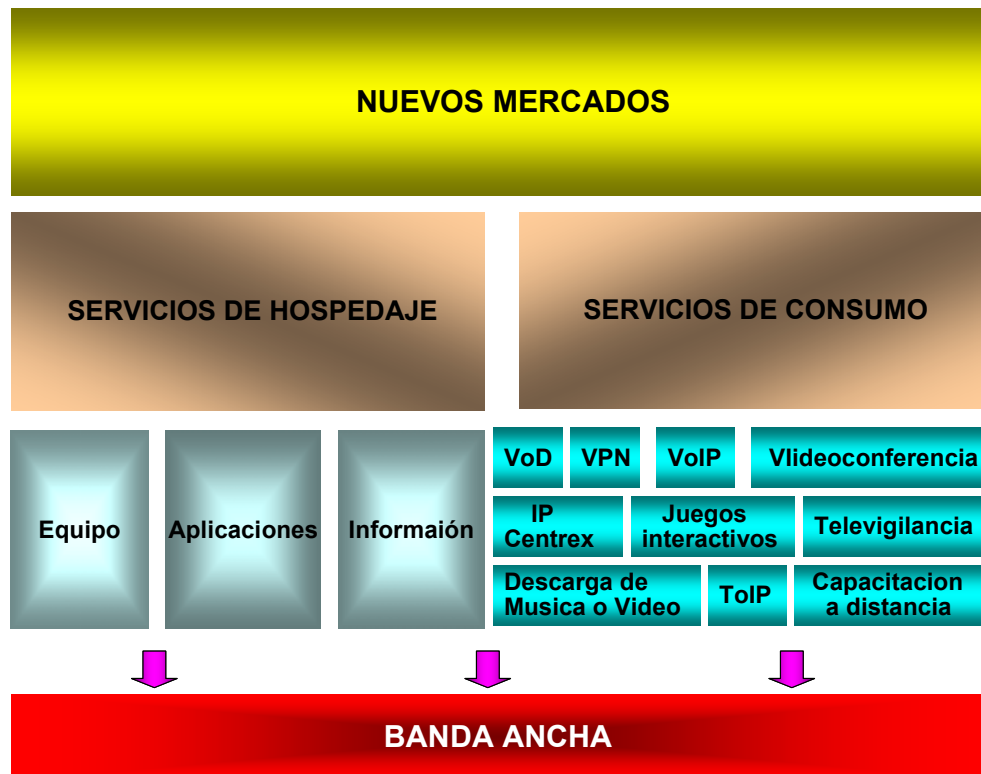 NUEVOS MERCADOS
SERVICIOS DE HOSPEDAJE
SERVICIOS DE CONSUMO
Equipo
Aplicaciones
Informaión
VoD
VPN
VoIP
Vlideoconferencia
IP
Centrex
Juegos
interactivos
Televigilancia
Descarga de
Musica o Video
ToIP
Capacitacion
a distancia
BANDA ANCHA